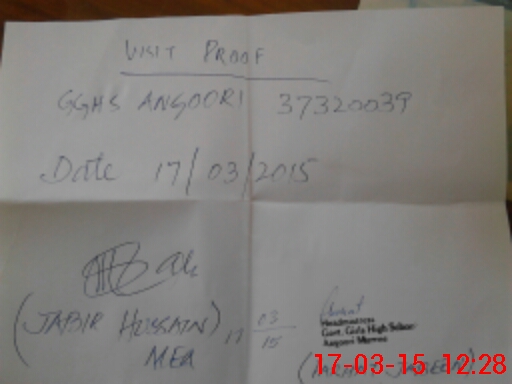 VISIT PROOF
GGHS ANGOORI 37320039
Date 17/03/2015
(JABIR HUSSAIN)
MEA
17 03
15
Headmistress
Govt. Girls High School
Angoori Murree
17-03-15 12:28